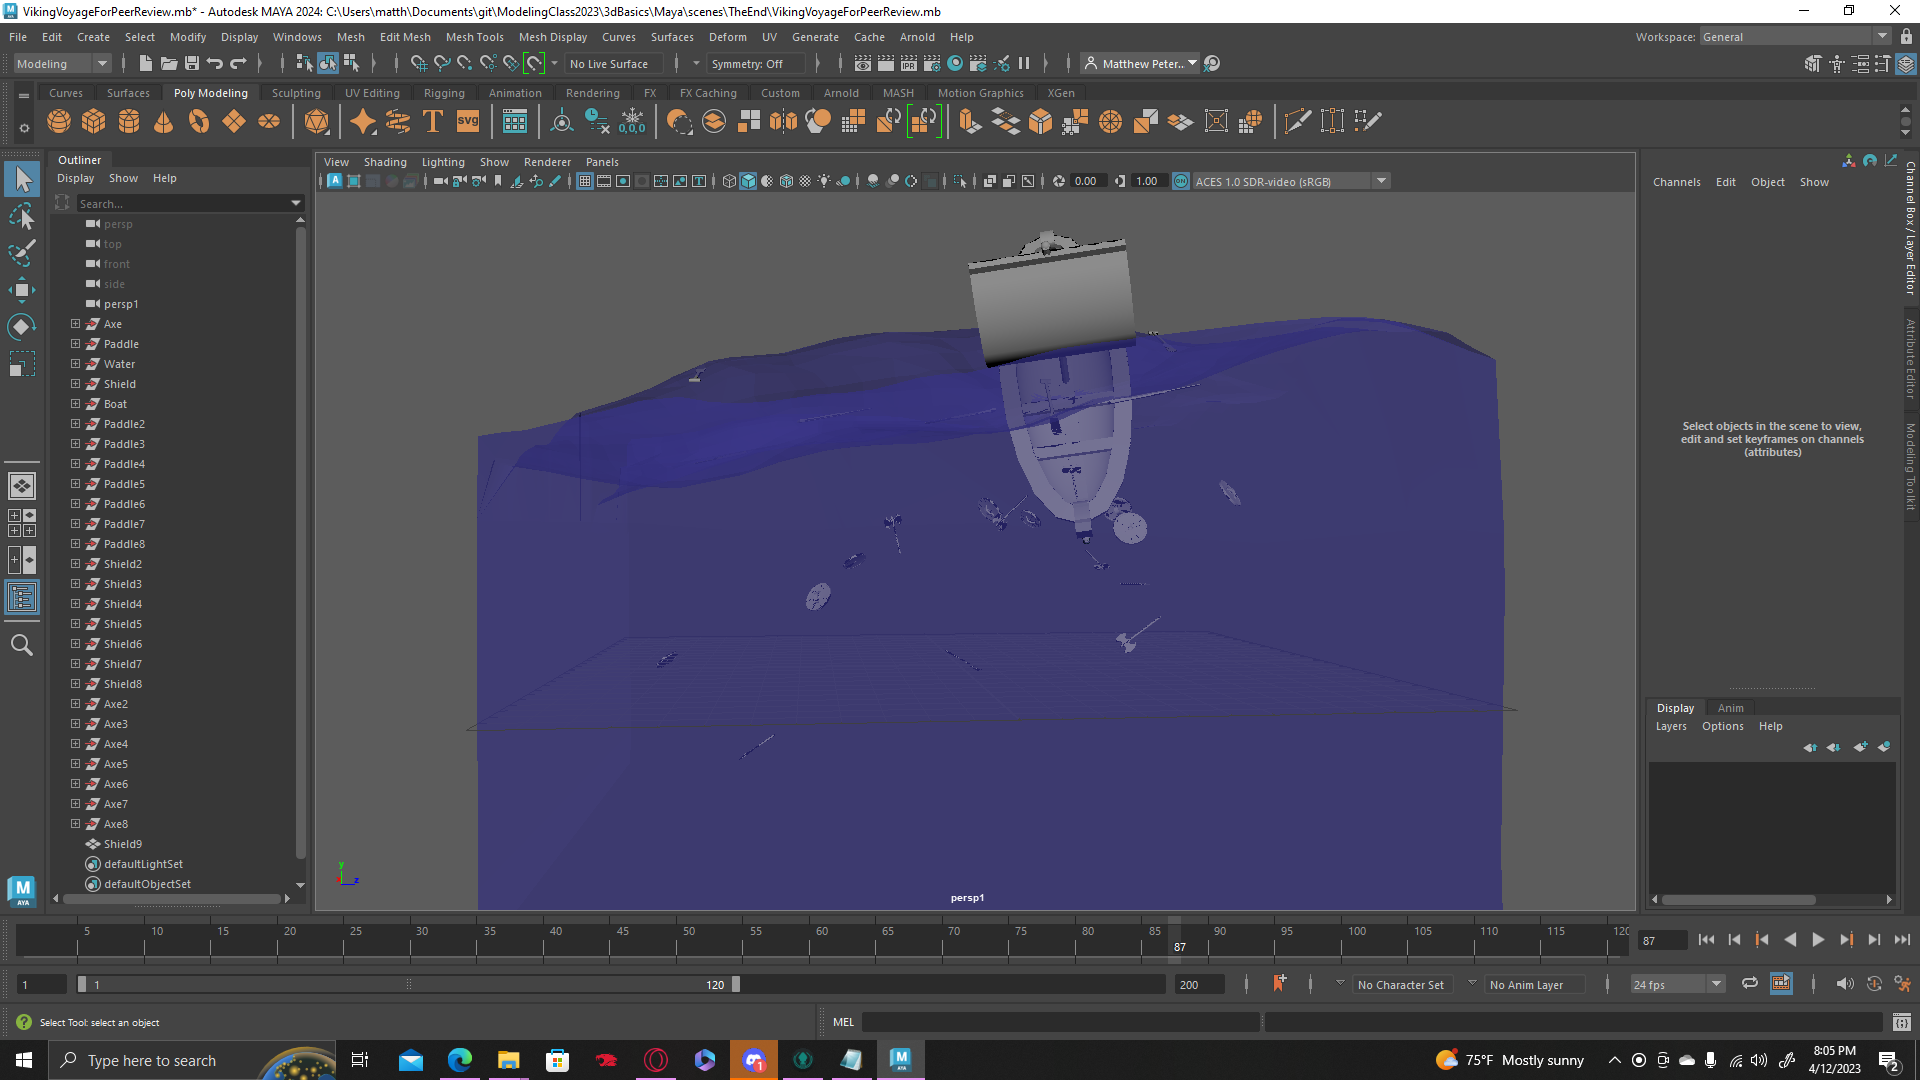 VikingVoyageForPeerReview.mb* - Autodesk MAYA 2024: C:\Users\matth\Documents\git\ModelingClass2023\3dBasics\Maya\scenes\TheEnd\VikingVoyageForPeerReview.mb
File Edit Create Select Modify Display Windows Mesh Edit Mesh Mesh Tools Mesh Display Curves Surfaces Deform UV Generate Cache Arnold Help
Workspace: General
Modeling
No Live Surface
Symmetry: Off
IPR
Matthew Peter..
Curves Surfaces Poly Modeling Sculpting UV Editing Rigging Animation Rendering FX FX Caching Custom Arnold MASH Motion Graphics XGen
T
svg
0,0,0
Outliner
Display Show Help
Search...
persp
top
front
side
persp1
Axe
Paddle
Water
Shield
Boat
Paddle2
Paddle3
Paddle4
Paddle5
Paddle6
Paddle7
Paddle8
Shield2
Shield3
Shield4
Shield5
Shield6
Shield7
Shield8
Axe2
Axe3
Axe4
Axe5
Axe6
Axe7
Axe8
Shield9
defaultLightSet
defaultObjectSet
View Shading Lighting Show Renderer Panels
0.00
1.00
ON
ACES 1.0 SDR-video (sRGB)
y
z
persp1
Channels Edit Object Show
Select objects in the scene to view,
edit and set keyframes on channels
(attributes)
Channel Box / Layer Editor
Attribute Editor
Modeling Toolkit
Display Anim
Layers Options Help
M
AYA
5 10 15 20 25 30 35 40 45 50 55 60 65 70 75 80 85 90 95 100 105 110 115 120
87
87
1
1
120
200
No Character Set
No Anim Layer
24 fps
Select Tool: select an object
MEL
Type here to search
1
75°F Mostly sunny
8:05 PM
4/12/2023
2